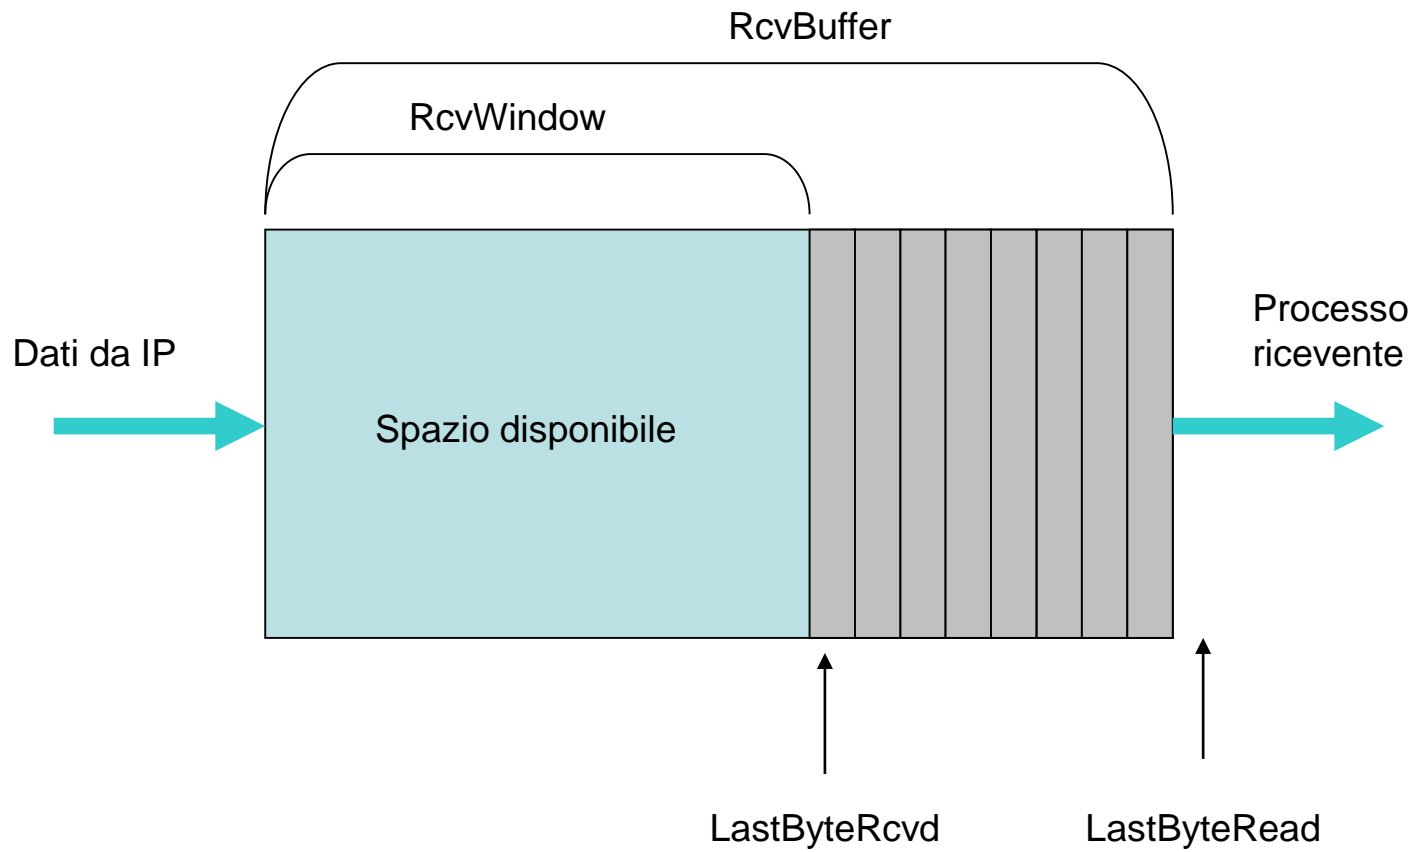 RcvBuffer
RcvWindow
Dati da IP
Spazio disponibile
Processo
ricevente
LastByteRcvd
LastByteRead